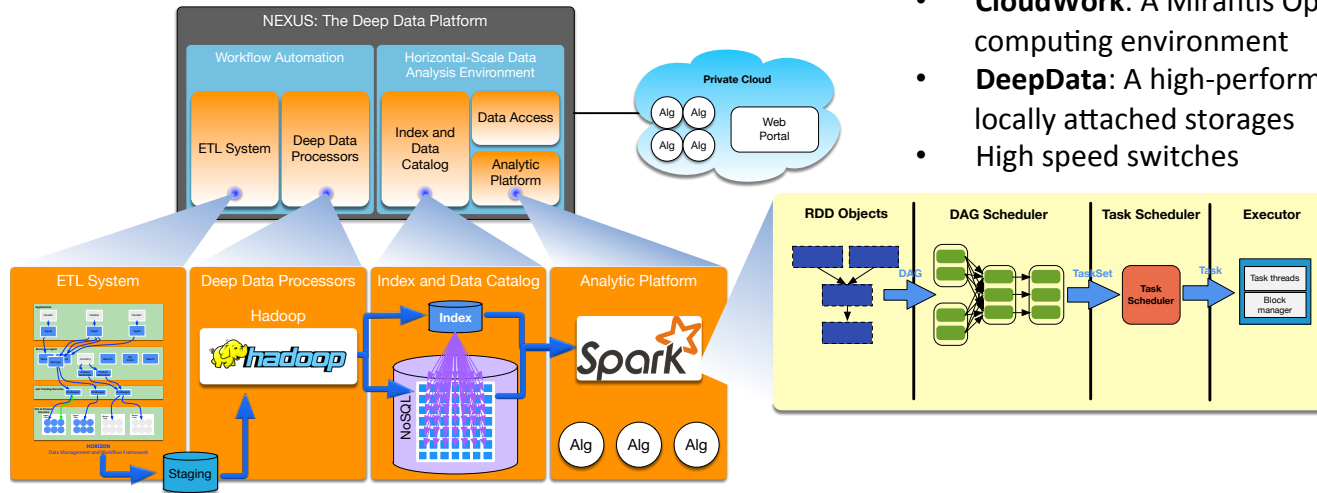 NEXUS: The Deep Data Platform
Workflow Automation
Horizontal-Scale Data
Analysis Environment
ETL System
Deep Data
Processors
Index and
Data
Catalog
Data Access
Analytic
Platform
Private Cloud
Alg
Alg
Alg
Alg
Web
Portal
• CloudWork: A Mirantis Op
computing environment
• DeepData: A high-perform
locally attached storages
• High speed switches
RDD Objects
DAG Scheduler
Task Scheduler
Executor
DAG
TaskSet
Task
Task
Scheduler
Task threads
Block
manager
ETL System
Deep Data Processors
Index and Data Catalog
Analytic Platform
Hadoop
hadoop
Index
NoSQL
Spark
Alg
Alg
Alg
HORIZON
Data Management and Workflow Framework
Staging